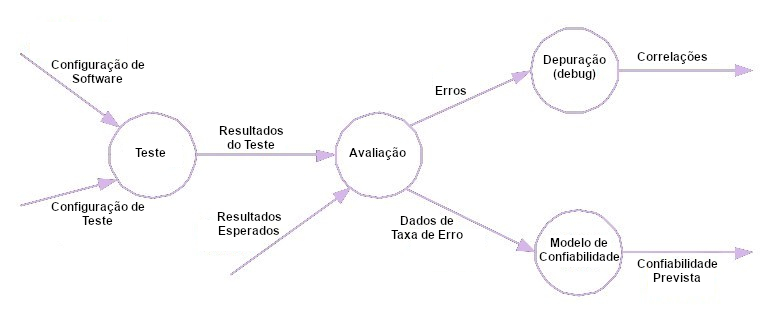 Configuração de
Software
Configuração de
Teste
Teste
Resultados
do Teste
Resultados
Esperados
Avaliação
Erros
Dados de
Taxa de Erro
Depuração
(debug)
Correlações
Modelo de
Confiabilidade
Confiabilidade
Prevista